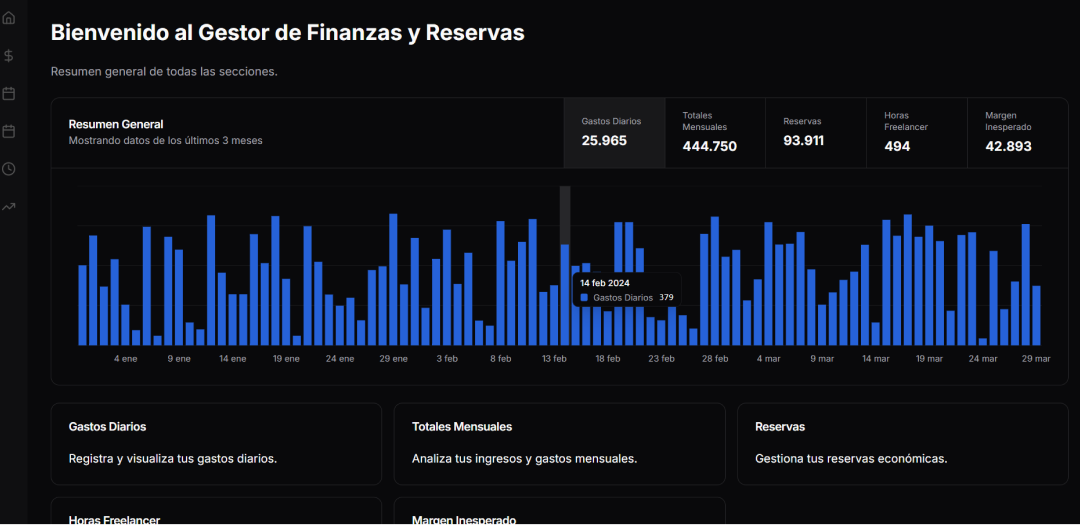 Bienvenido al Gestor de Finanzas y Reservas
Resumen general de todas las secciones.
Resumen General
Mostrando datos de los últimos 3 meses
Gastos Diarios
25.965
Totales
Mensuales
444.750
Reservas
93.911
Horas
Freelancer
494
Margen
Inesperado
42.893
14 feb 2024
Gastos Diarios 379
4 ene 9 ene 14 ene 19 ene 24 ene 29 ene 3 feb 8 feb 13 feb 18 feb 23 feb 28 feb 4 mar 9 mar 14 mar 19 mar 24 mar 29 mar
Gastos Diarios
Registra y visualiza tus gastos diarios.
Totales Mensuales
Analiza tus ingresos y gastos mensuales.
Reservas
Gestiona tus reservas económicas.
Horas Freelancer
Margen Inesperado